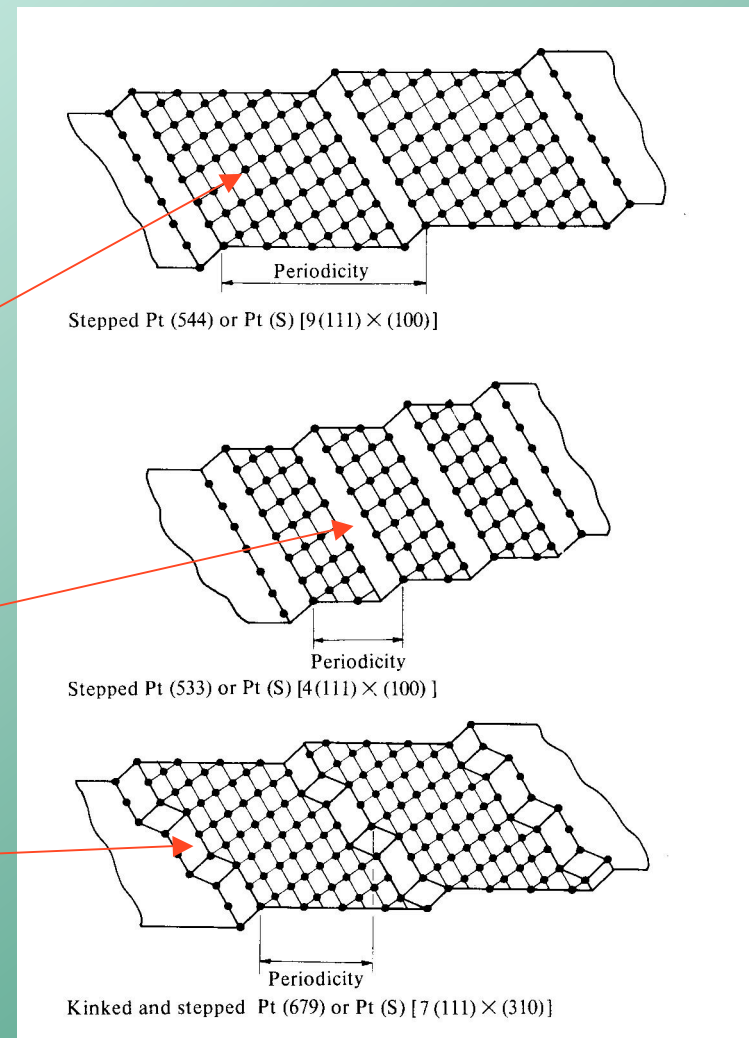 Periodicity
Stepped Pt (544) or Pt (S) [9(111) × (100)]
Periodicity
Stepped Pt (533) or Pt (S) [4(111) × (100) ]
Periodicity
Kinked and stepped Pt (679) or Pt (S) [7 (111) × (310)]